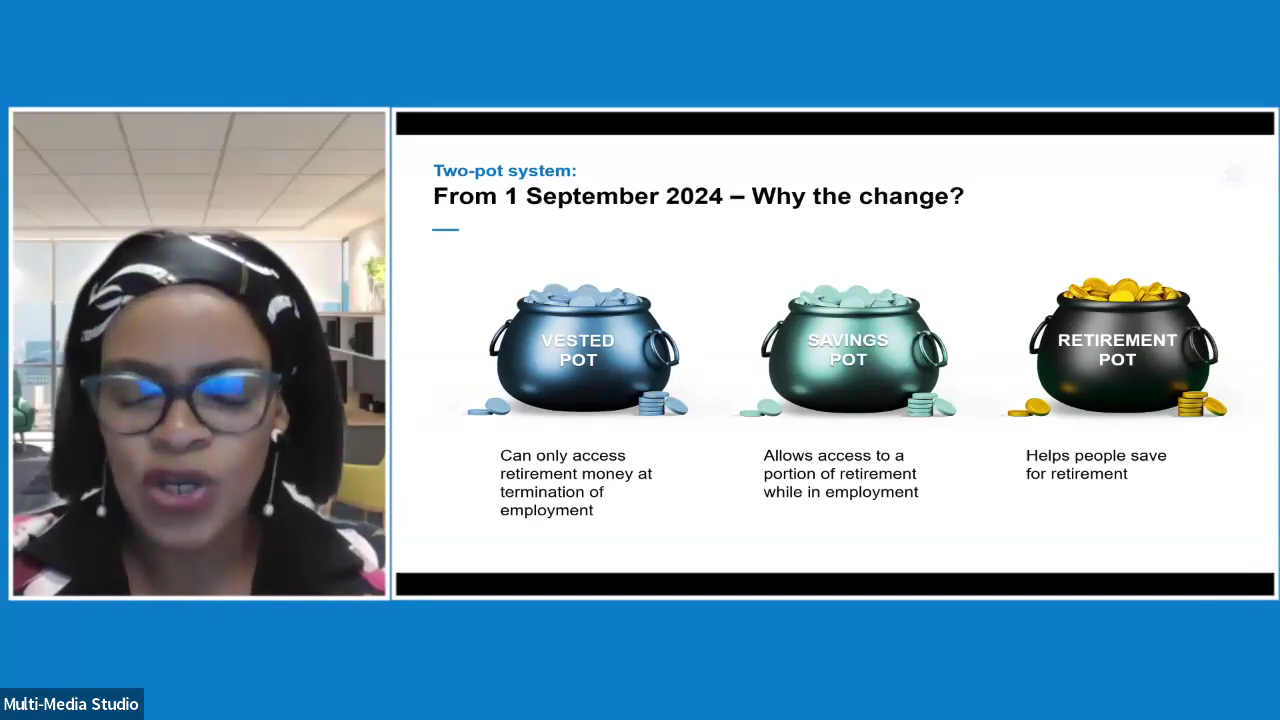 Two-pot system:
From 1 September 2024 – Why the change?
VESTED
POT
SAVINGS
POT
RETIREMENT
POT
Can only access
retirement money at
termination of
employment
Allows access to a
portion of retirement
while in employment
Helps people save
for retirement
Multi-Media Studio